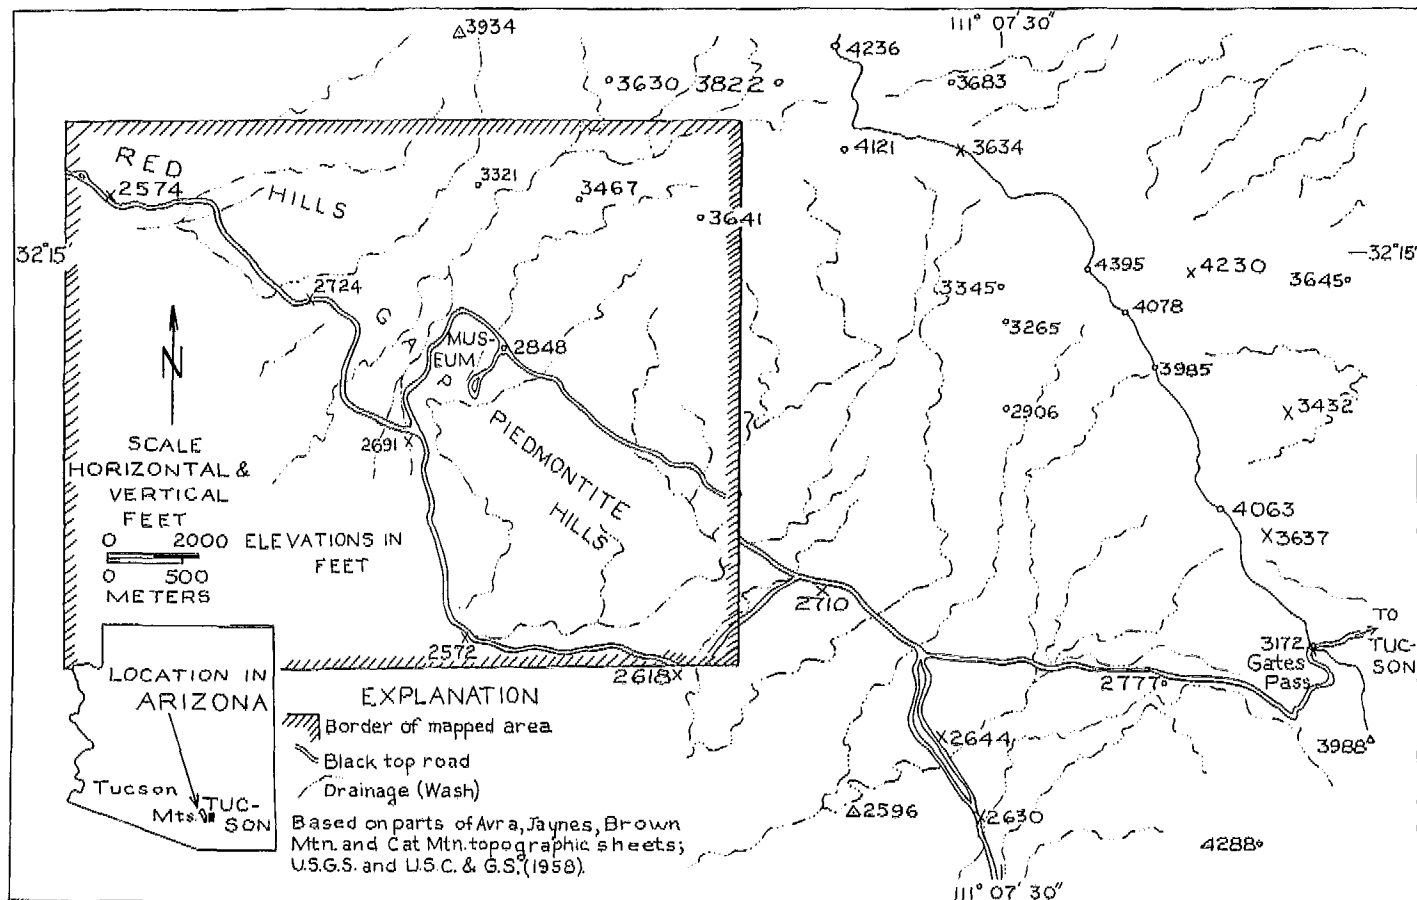 111° 07' 30"
3934
4236
3630 3822
3683
4121
3634
RED
HILLS
2574
3321
3467
3641
32°15'
32°15'
4395
4230
3645
2724
3345
4078
GAP
MUS-
EUM
2848
3265
3985
N
2906
3432
PIEDMONTITE
HILLS
2691
SCALE
HORIZONTAL &
VERTICAL
FEET
0 2000
0 500
METERS
ELEVATIONS IN
FEET
4063
3637
2710
2572
2618
3172
Gates
Pass
TO
TUC-
SON
2777
2644
3988
2596
2630
4288
111° 07' 30"
LOCATION IN
ARIZONA
Tucson
Mts.
TUC-
SON
EXPLANATION
Border of mapped area
Black top road
Drainage (Wash)
Based on parts of Avra, Jaynes, Brown
Mtn. and Cat Mtn. topographic sheets;
U.S.G.S. and U.S.C. & G.S. (1958).